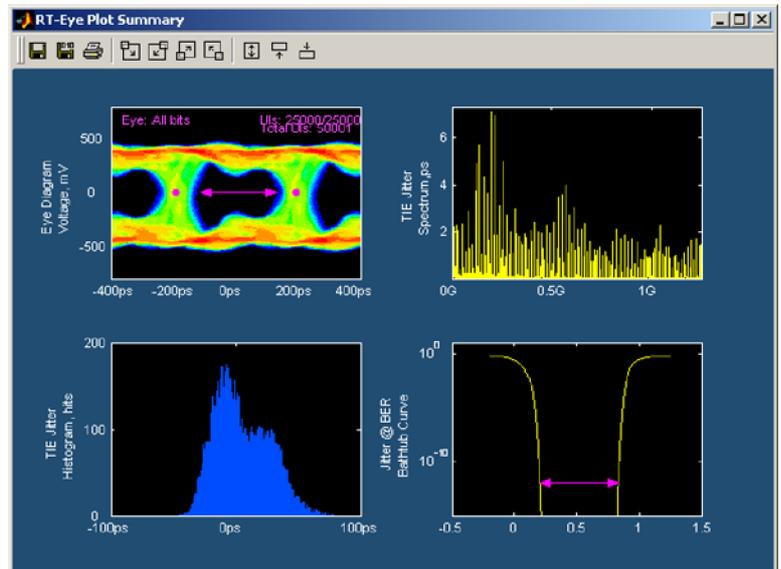 RT-Eye Plot Summary
Eye: All bits
UIs: 25000/25000
Total UIs: 50001
500
0
-500
Eye Diagram
Voltage, mV
-400ps -200ps 0ps 200ps 400ps
6
4
2
TIE Jitter
Spectrum,ps
0G 0.5G 1G
200
100
0
TIE Jitter
Histogram, hits
-100ps 0ps 100ps
10^0
10^-10
Jitter @ BER
Bathtub Curve
-0.5 0 0.5 1 1.5